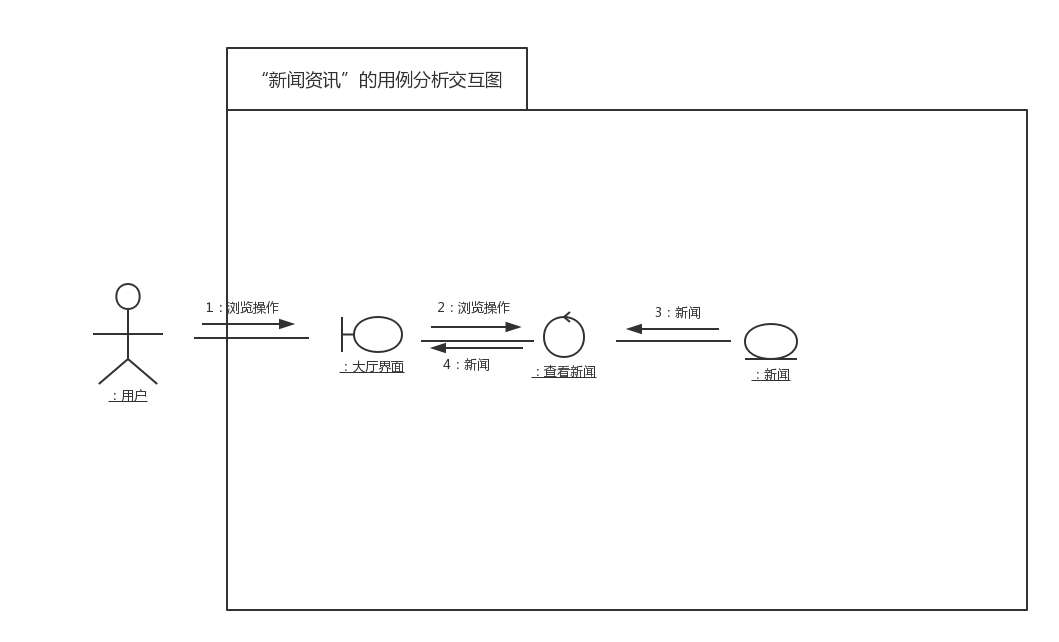 “新闻资讯”的用例分析交互图
1：浏览操作
2：浏览操作
3：新闻
4：新闻
：大厅界面
：查看新闻
：新闻
：用户